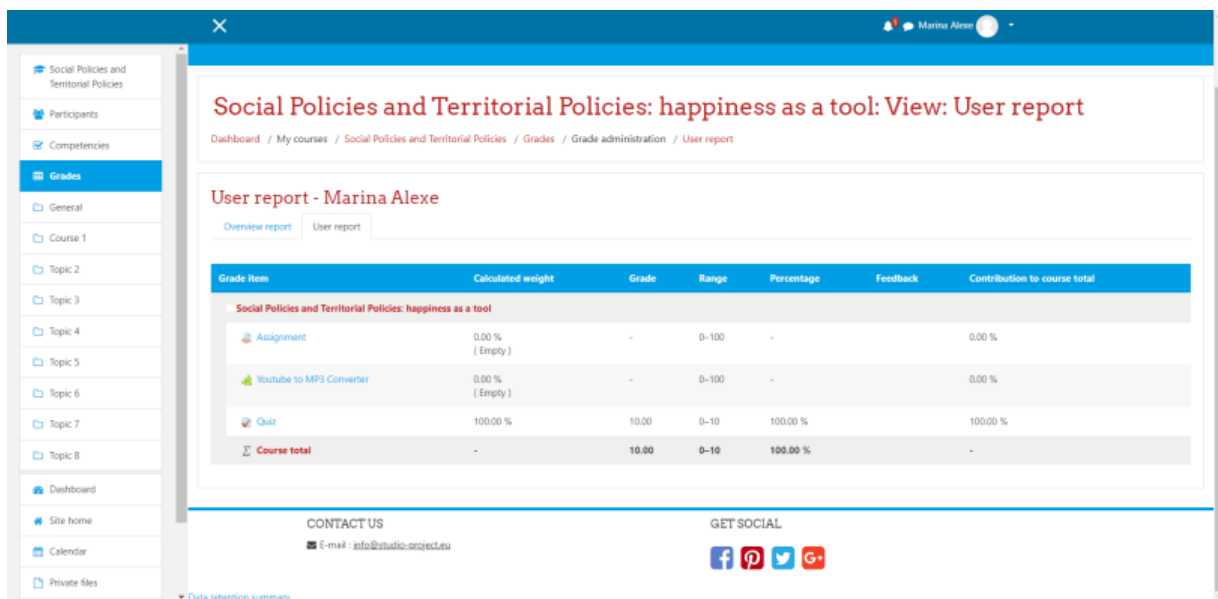 1
Marina Alexe
Social Policies and
Territorial Policies
Participants
Competencies
Grades
General
Course 1
Topic 2
Topic 3
Topic 4
Topic 5
Topic 6
Topic 7
Topic 8
Dashboard
Site home
Calendar
Private files
Social Policies and Territorial Policies: happiness as a tool: View: User report
Dashboard / My courses / Social Policies and Territorial Policies / Grades / Grade administration / User report
User report - Marina Alexe
Overview report User report
Grade item Calculated weight Grade Range Percentage Feedback Contribution to course total
Social Policies and Territorial Policies: happiness as a tool
Assignment 0.00 % - 0–100 - 0.00 %
( Empty )
Youtube to MP3 Converter 0.00 % - 0–100 - 0.00 %
( Empty )
Quiz 100.00 % 10.00 0–10 100.00 % 100.00 %
∑ Course total - 10.00 0–10 100.00 % -
CONTACT US
E-mail : info@studio-project.eu
GET SOCIAL
Data retention summary